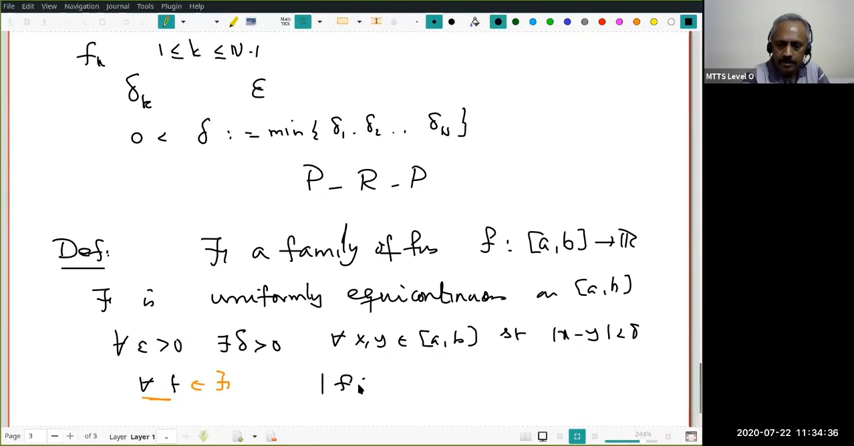 File Edit View Navigation Journal Tools Plugin Help
f_k 1 ≤ k ≤ N-1
δ_k ε
0 < δ := min{ δ_1 . δ_2 ... δ_N }
P - R - P
Def: ℱ a family of fns f : [a,b] → ℝ
ℱ is uniformly equicontinuous on [a,b]
∀ ε > 0 ∃ δ > 0 ∀ x, y ∈ [a,b] st |x-y| < δ
∀ f ∈ ℱ | f
MTTS Level O
2020-07-22 11:34:36
Page 3 of 3 Layer Layer 1 244%